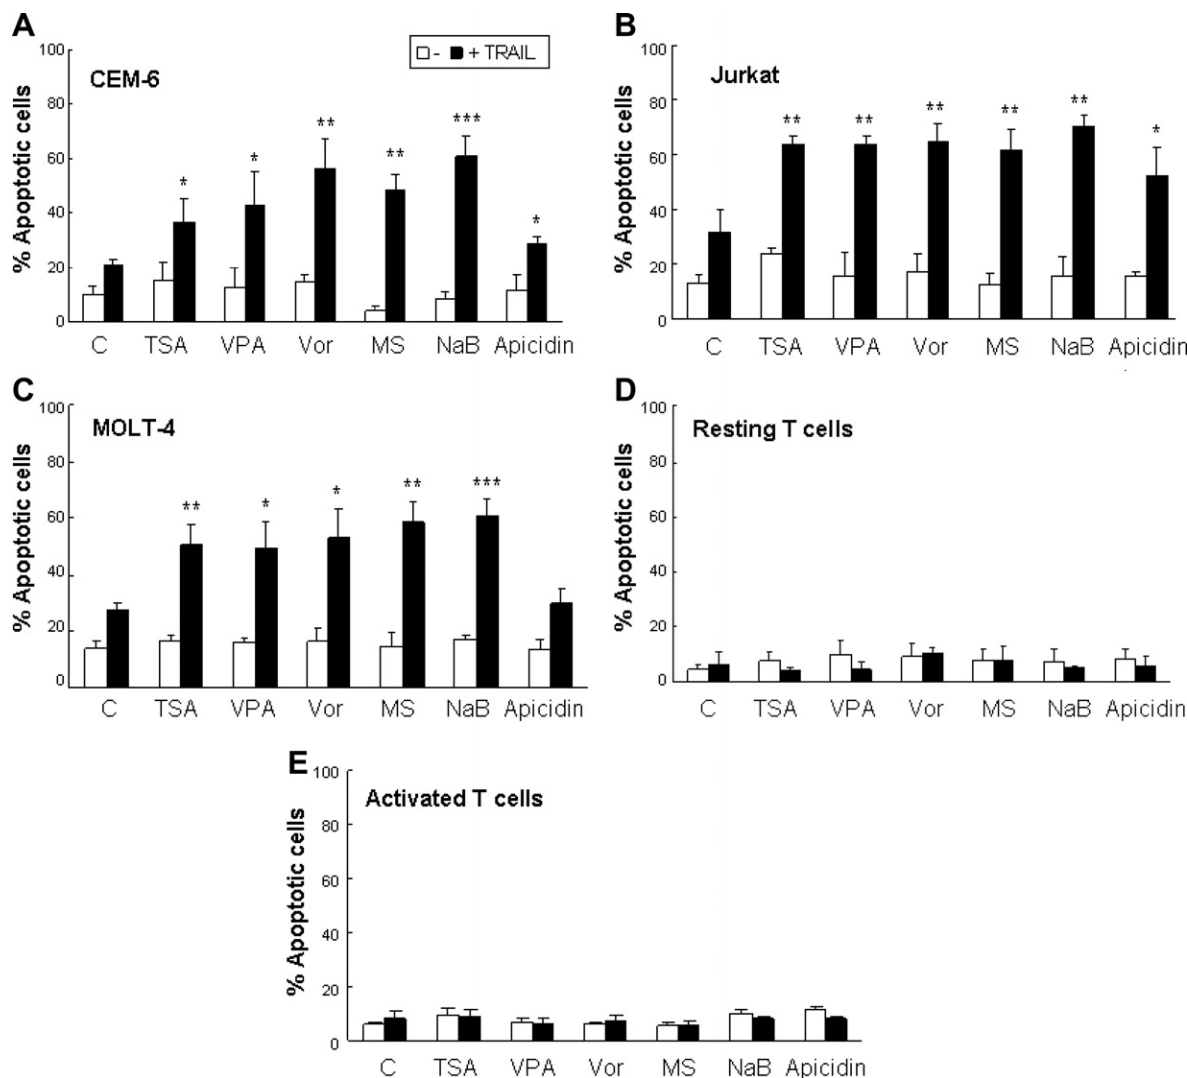 A
CEM-6
- + TRAIL
% Apoptotic cells
100
80
60
40
20
0
* * ** ** *** *
C TSA VPA Vor MS NaB Apicidin
B
Jurkat
% Apoptotic cells
100
80
60
40
20
0
** ** ** ** ** *
C TSA VPA Vor MS NaB Apicidin
C
MOLT-4
% Apoptotic cells
100
80
60
40
20
0
** * * ** ***
C TSA VPA Vor MS NaB Apicidin
D
Resting T cells
% Apoptotic cells
100
80
60
40
20
0
C TSA VPA Vor MS NaB Apicidin
E
Activated T cells
% Apoptotic cells
100
80
60
40
20
0
C TSA VPA Vor MS NaB Apicidin